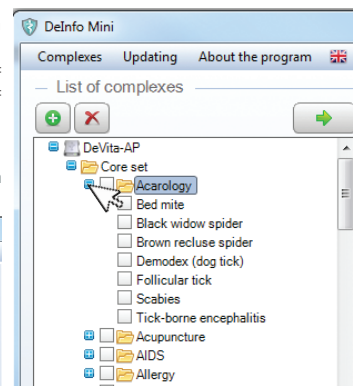 DeInfo Mini
Complexes Updating About the program
List of complexes
DeVita-AP
Core set
Acarology
Bed mite
Black widow spider
Brown recluse spider
Demodex (dog tick)
Follicular tick
Scabies
Tick-borne encephalitis
Acupuncture
AIDS
Allergy